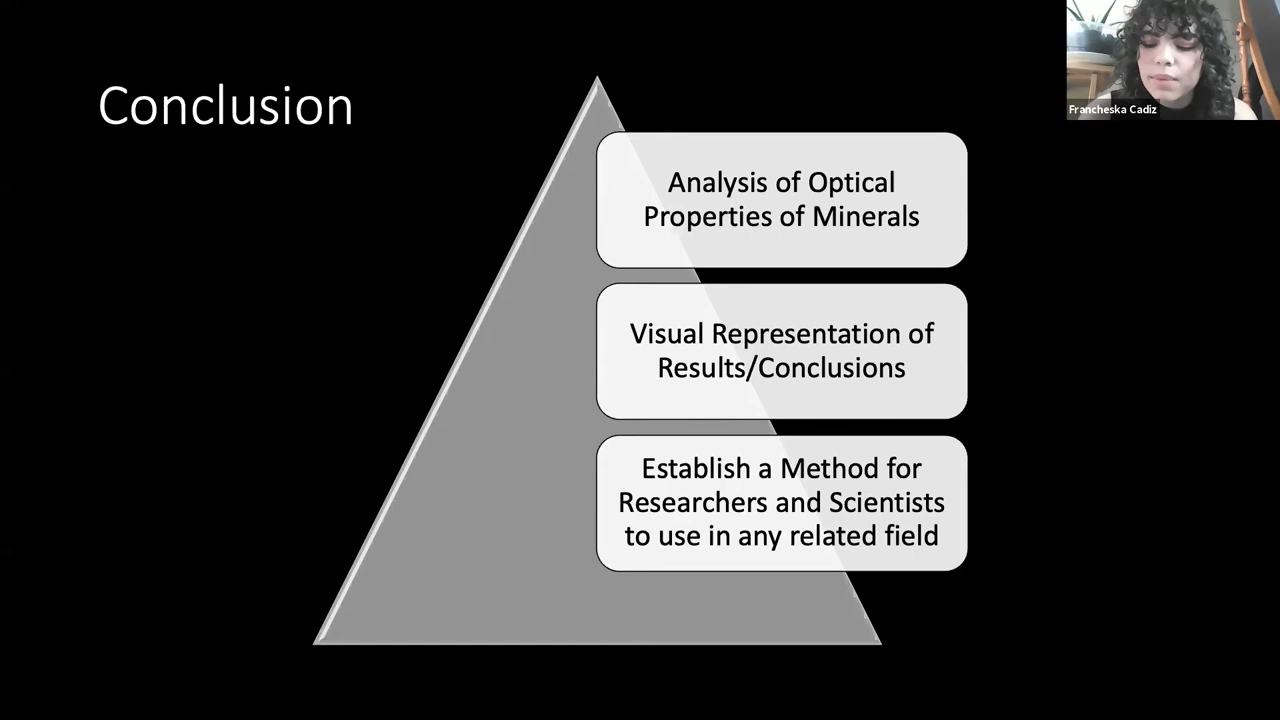 Conclusion
Analysis of Optical
Properties of Minerals
Visual Representation of
Results/Conclusions
Establish a Method for
Researchers and Scientists
to use in any related field
Francheska Cadiz